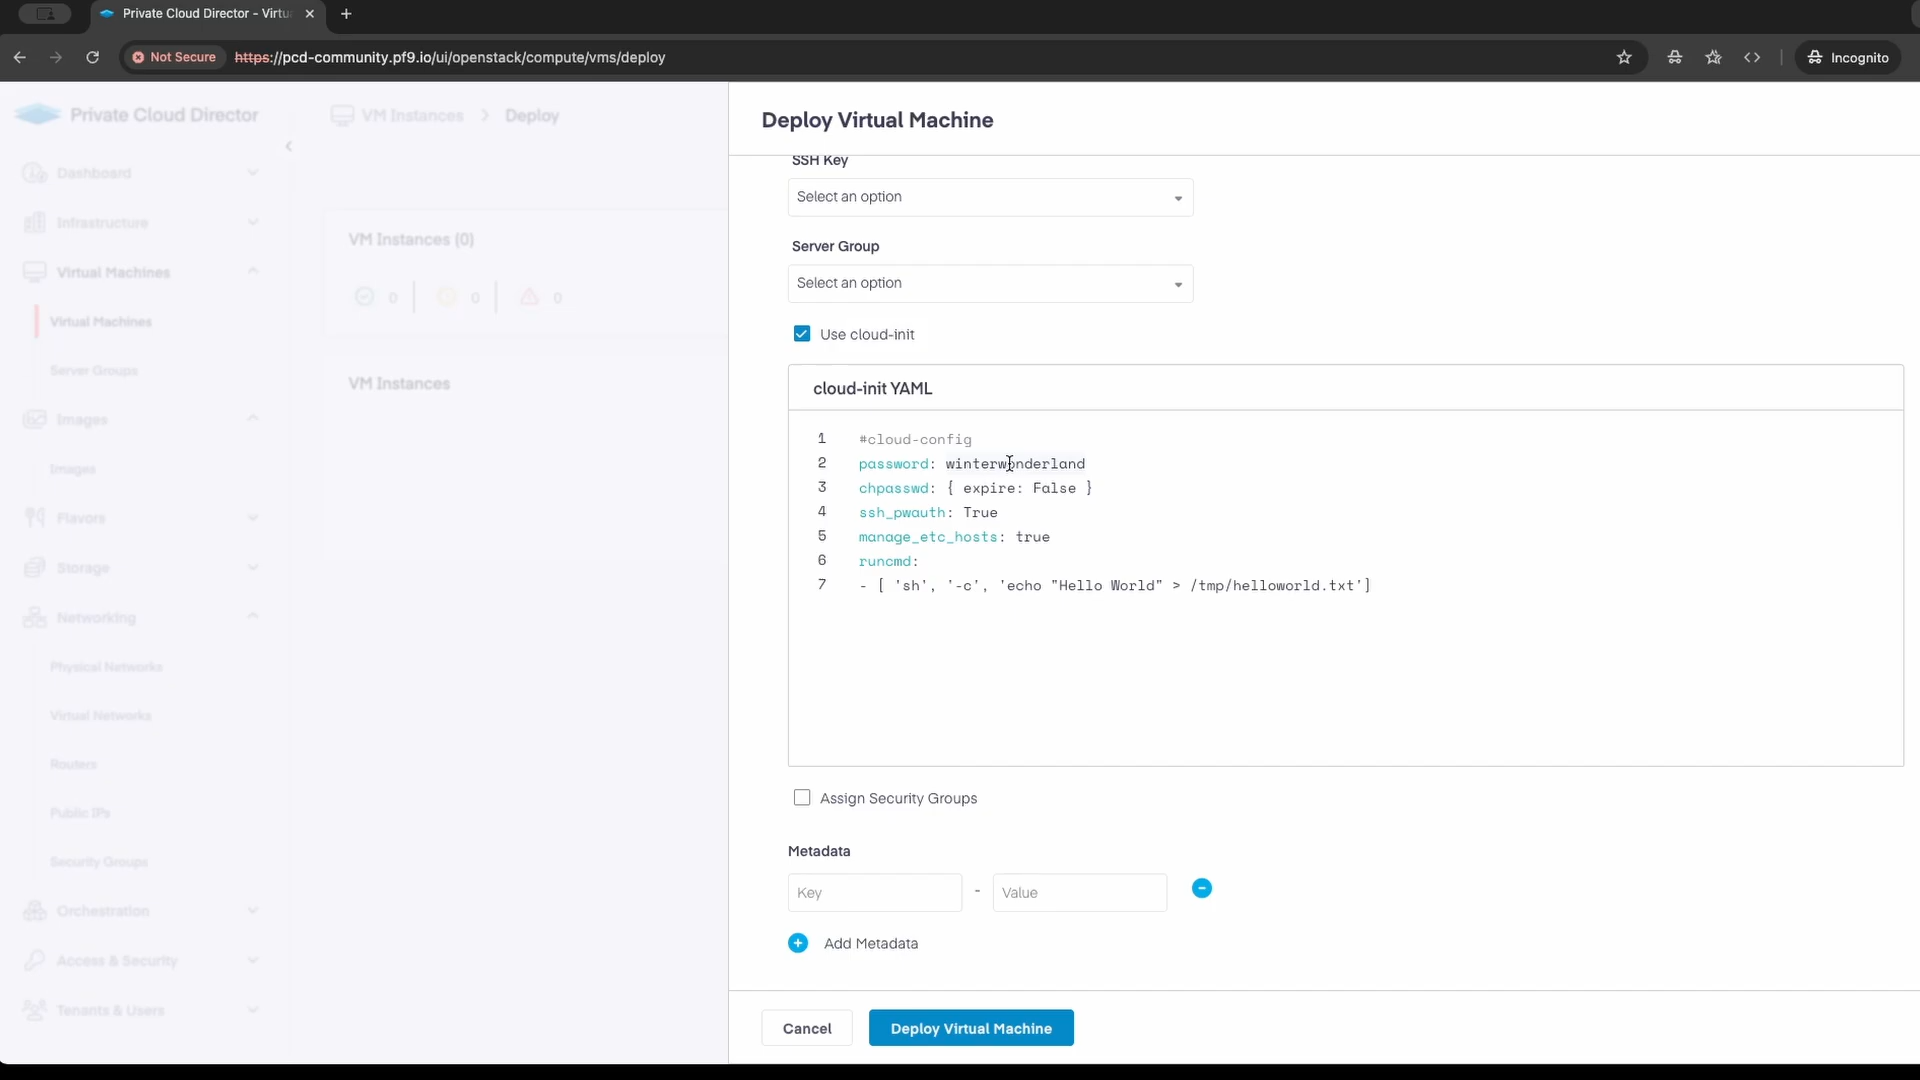 Private Cloud Director - Virtu
Not Secure https://pcd-community.pf9.io/ui/openstack/compute/vms/deploy
Incognito
Private Cloud Director
Dashboard
Infrastructure
Virtual Machines
Virtual Machines
Server Groups
Images
Images
Flavors
Storage
Networking
Physical Networks
Virtual Networks
Routers
Public IPs
Security Groups
Orchestration
Access & Security
Tenants & Users
VM Instances > Deploy
VM Instances (0)
0 0 0
VM Instances
Deploy Virtual Machine
SSH Key
Select an option
Server Group
Select an option
Use cloud-init
cloud-init YAML
1 #cloud-config
2 password: winterwonderland
3 chpasswd: { expire: False }
4 ssh_pwauth: True
5 manage_etc_hosts: true
6 runcmd:
7 - [ 'sh', '-c', 'echo "Hello World" > /tmp/helloworld.txt']
Assign Security Groups
Metadata
Key - Value
Add Metadata
Cancel Deploy Virtual Machine